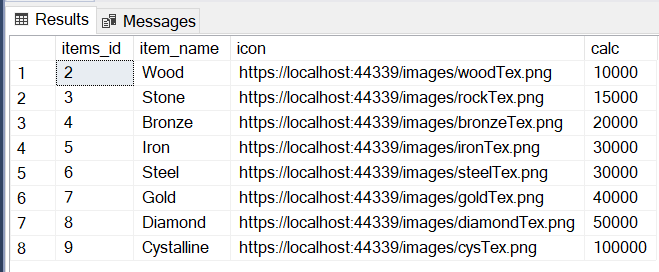 Results Messages
items_id item_name icon calc
1 2 Wood https://localhost:44339/images/woodTex.png 10000
2 3 Stone https://localhost:44339/images/rockTex.png 15000
3 4 Bronze https://localhost:44339/images/bronzeTex.png 20000
4 5 Iron https://localhost:44339/images/ironTex.png 30000
5 6 Steel https://localhost:44339/images/steelTex.png 30000
6 7 Gold https://localhost:44339/images/goldTex.png 40000
7 8 Diamond https://localhost:44339/images/diamondTex.png 50000
8 9 Cystalline https://localhost:44339/images/cysTex.png 100000